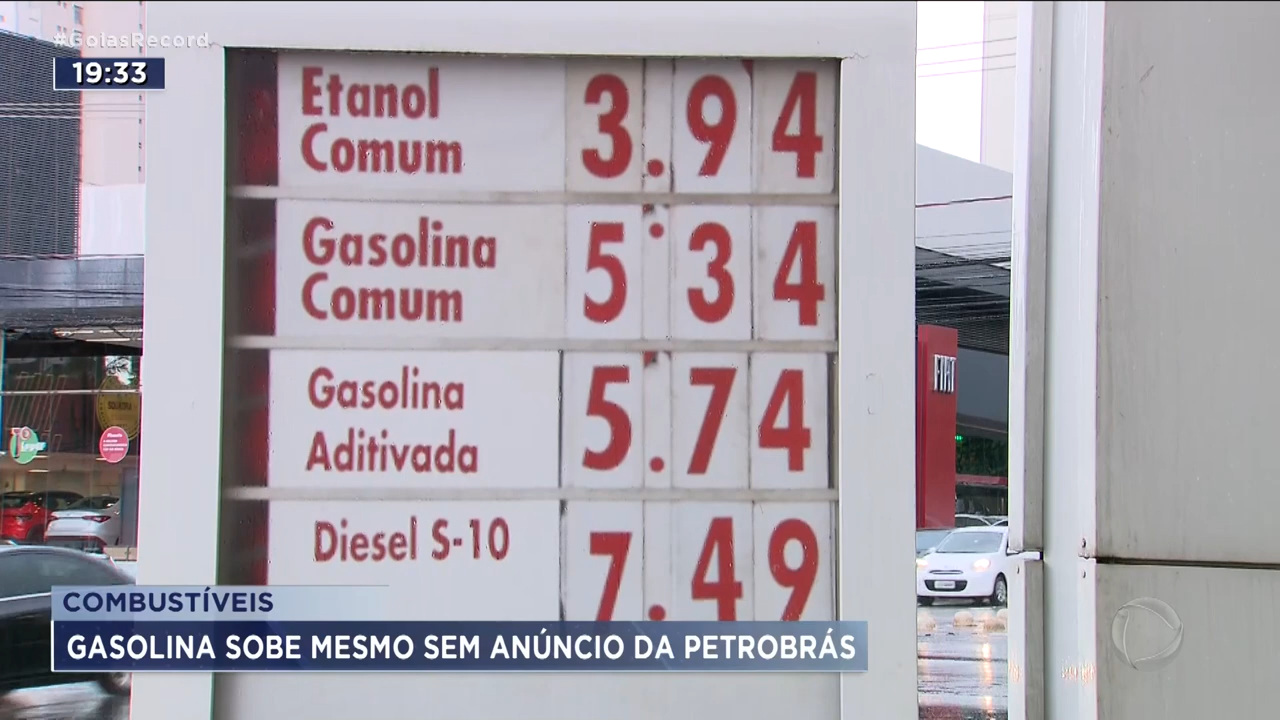 #GoiásRecord
19:33
Etanol
Comum
3.94
Gasolina
Comum
5.34
Gasolina
Aditivada
5.74
Diesel S-10
7.49
FIAT
COMBUSTÍVEIS
GASOLINA SOBE MESMO SEM ANÚNCIO DA PETROBRÁS